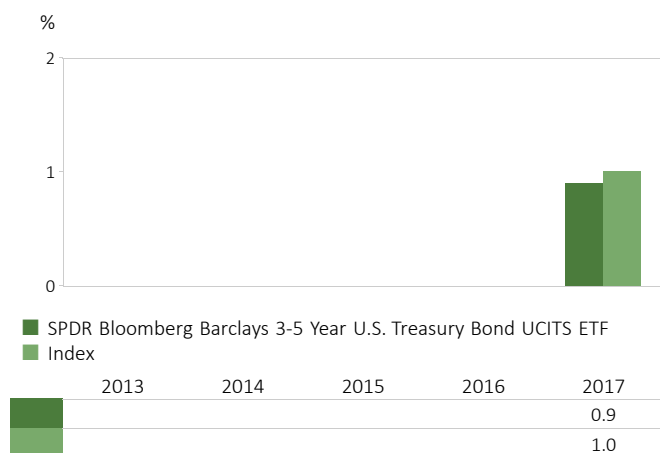 %
2
1
0
SPDR Bloomberg Barclays 3-5 Year U.S. Treasury Bond UCITS ETF
Index
2013 2014 2015 2016 2017
0.9
1.0